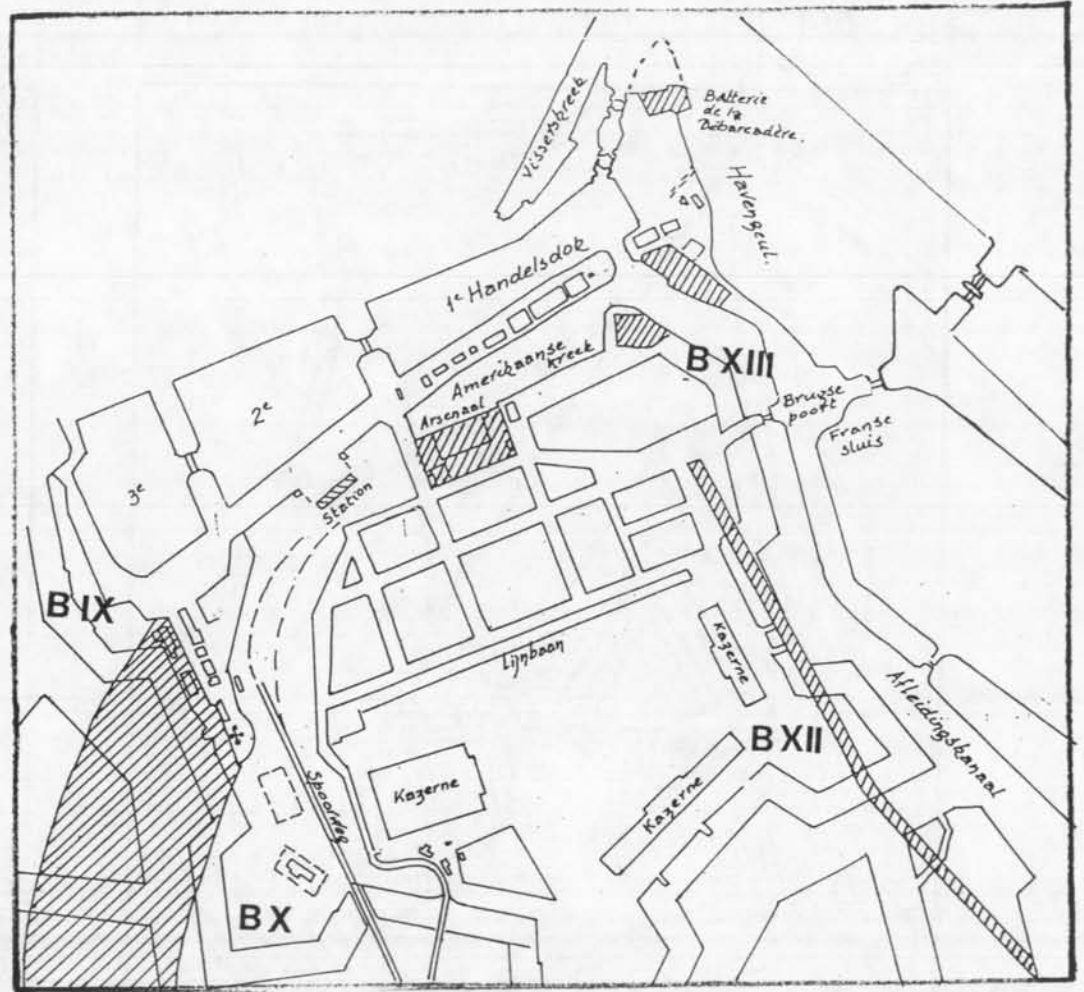 Visserskreek
BAtterie
de la
Débarcadère.
Havengeul.
1e Handelsdok
Amerikaanse
Kreek
Arsenaal
B XIII
Brugse
poort
Franse
sluis
2e
3e
Station
B IX
Lijnbaan
Kazerne
Afleidingskanaal
B XII
Kazerne
Kazerne
Spoorweg
B X